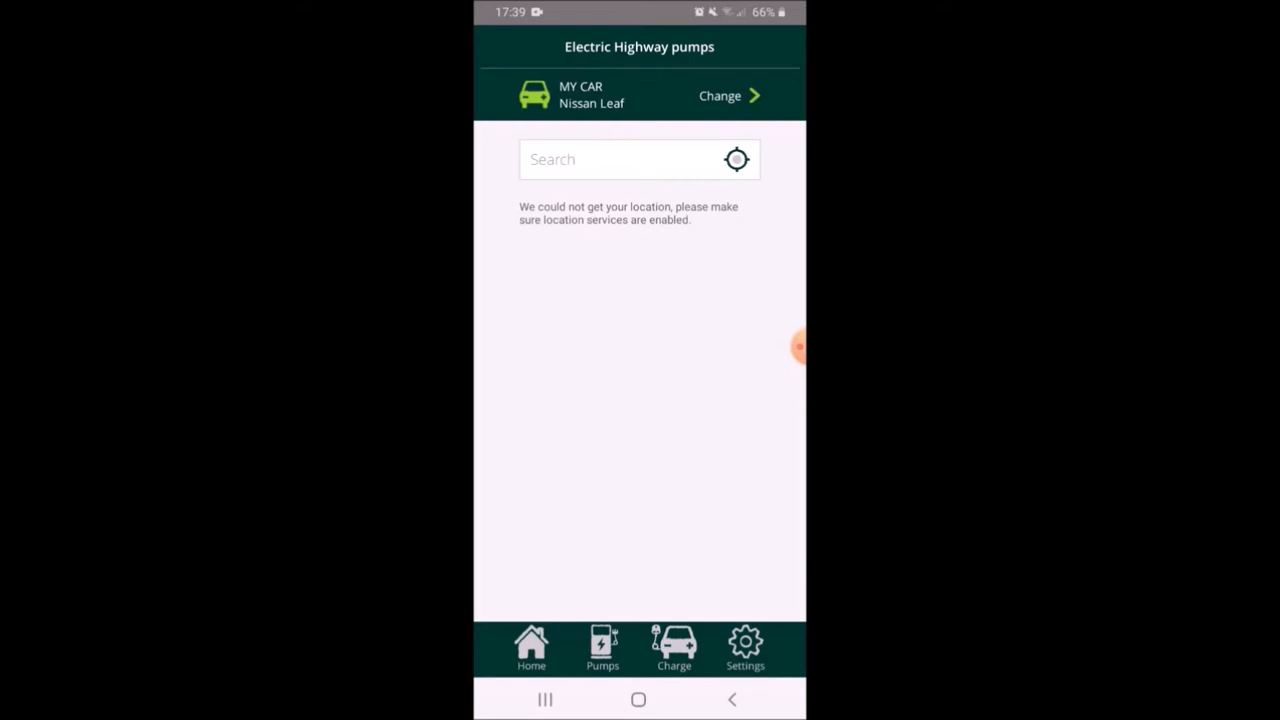 17:39 66%
Electric Highway pumps
MY CAR
Nissan Leaf
Change
Search
We could not get your location, please make
sure location services are enabled.
Home Pumps Charge Settings